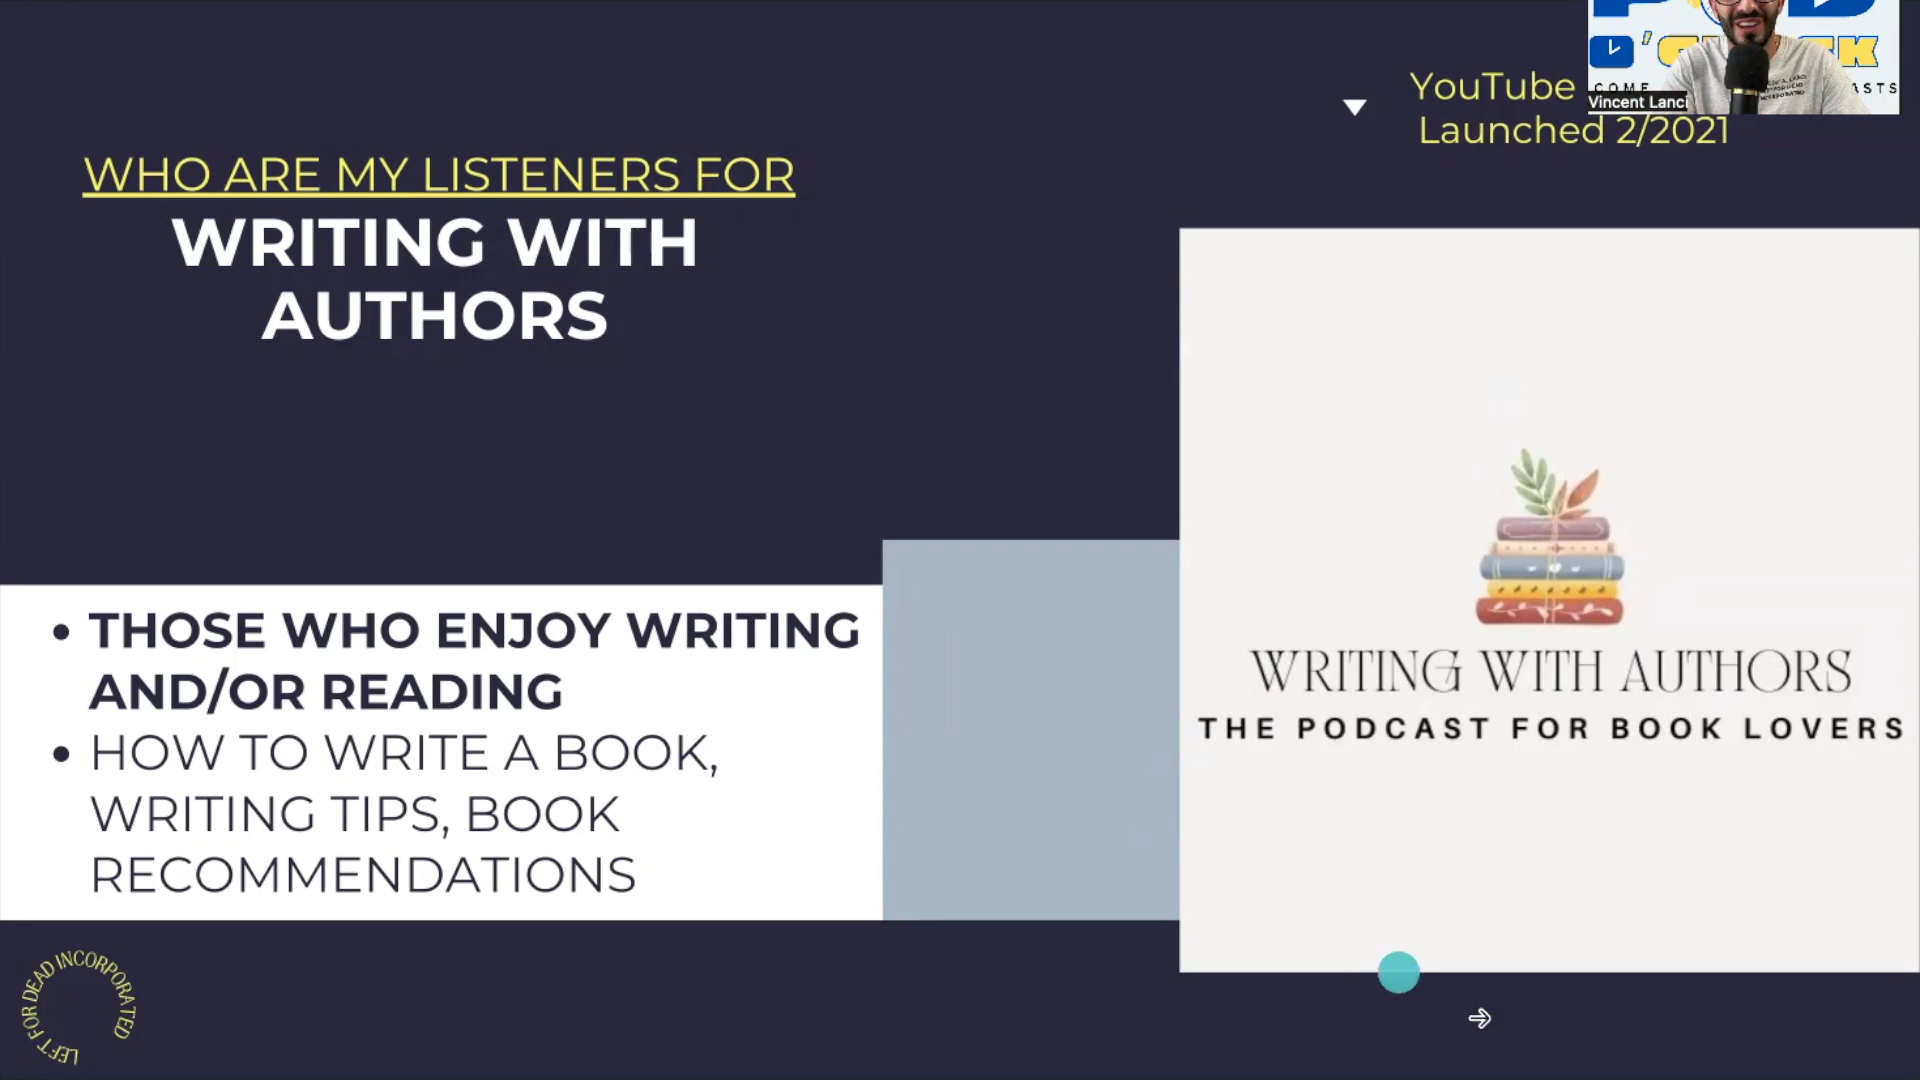 WHO ARE MY LISTENERS FOR
WRITING WITH
AUTHORS
YouTube
Launched 2/2021
COME
ASTS
Vincent Lanci
THOSE WHO ENJOY WRITING
AND/OR READING
HOW TO WRITE A BOOK,
WRITING TIPS, BOOK
RECOMMENDATIONS
WRITING WITH AUTHORS
THE PODCAST FOR BOOK LOVERS
LEFT FOR DEAD INCORPORATED